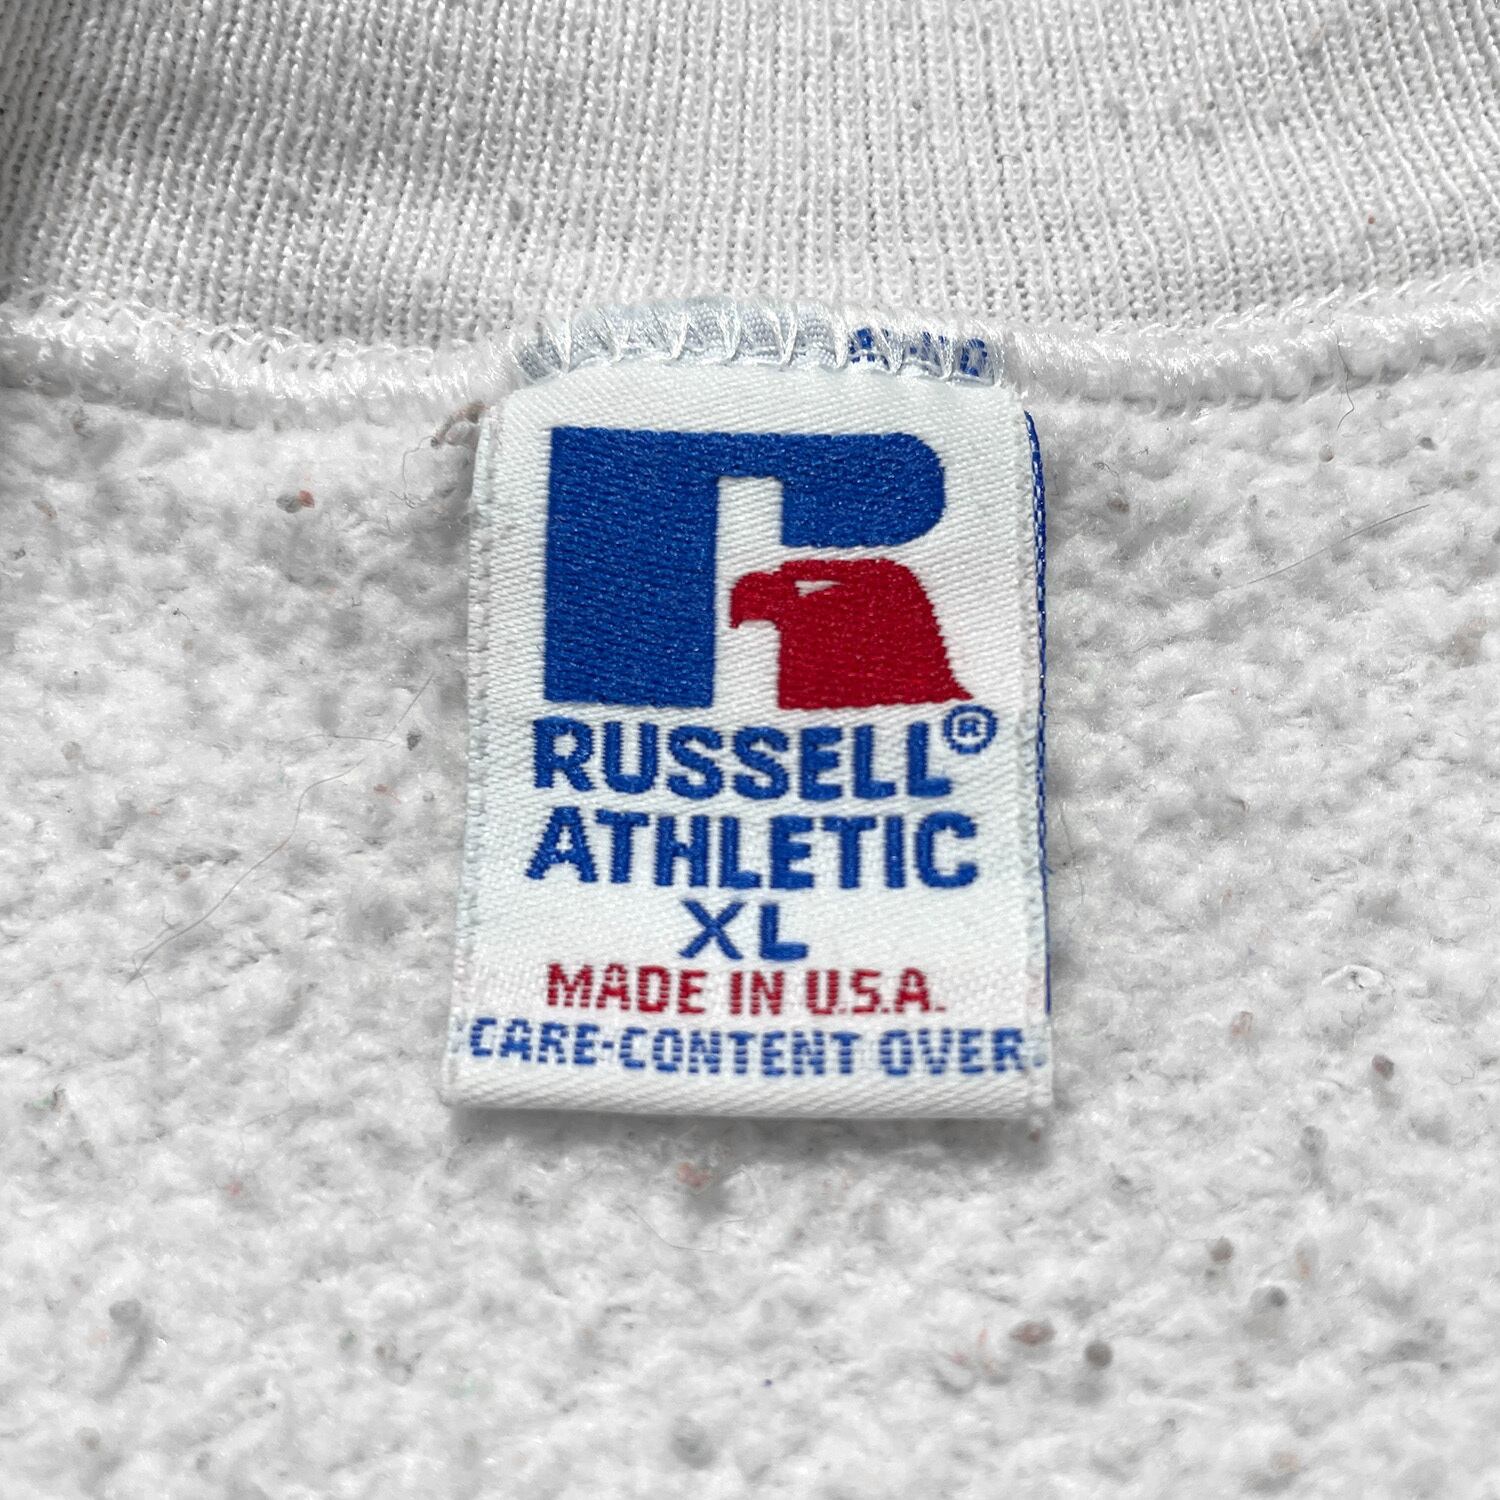 RUSSELL®
ATHLETIC
XL
MADE IN U.S.A.
CARE-CONTENT OVER